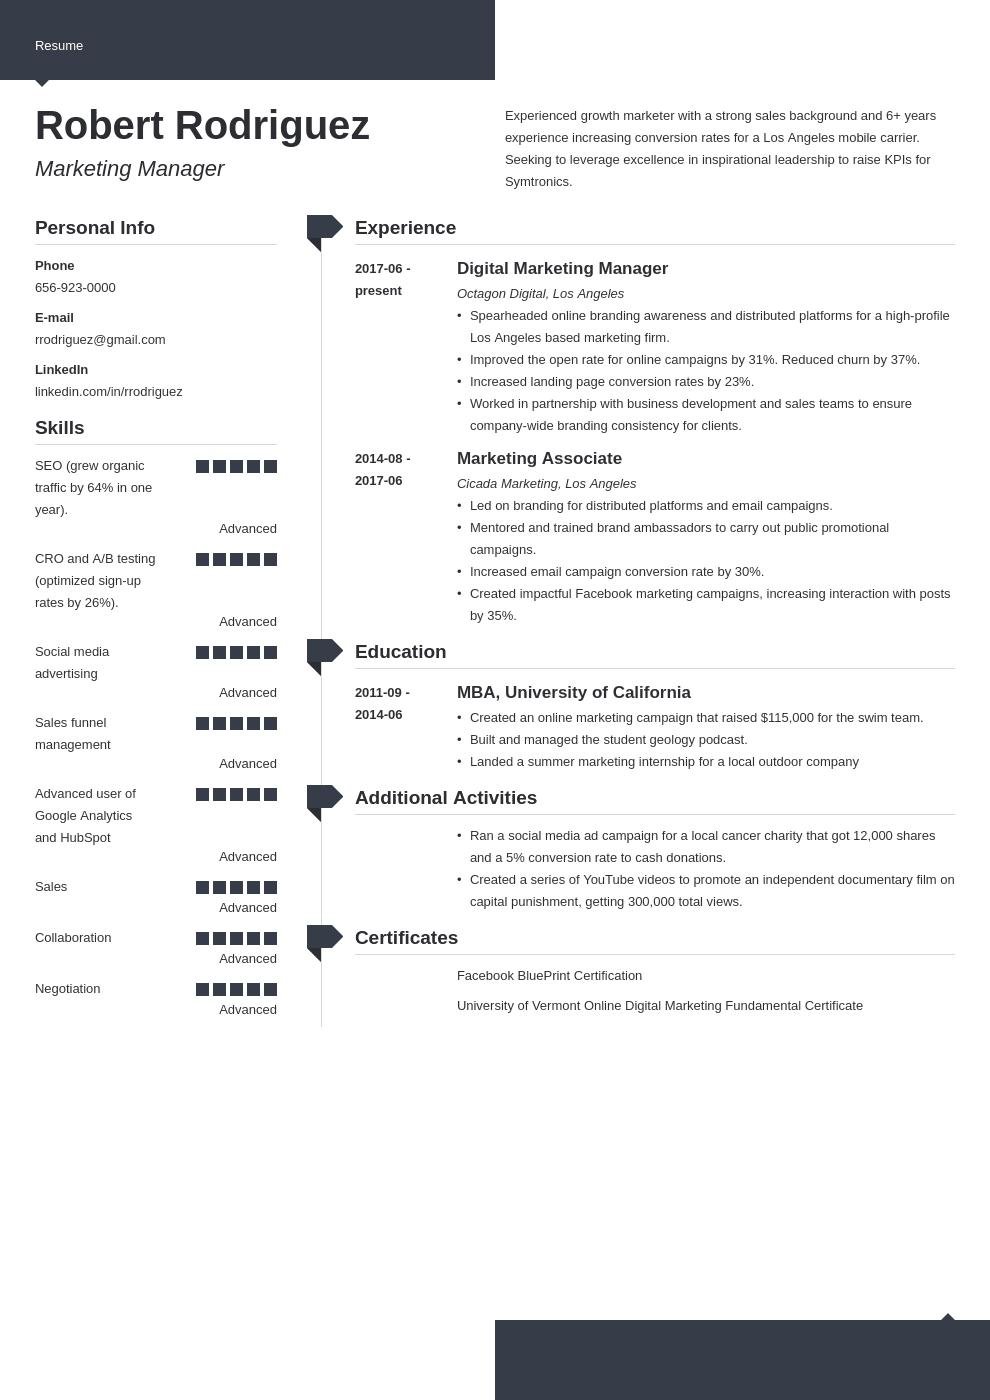 Resume
Robert Rodriguez
Marketing Manager
Experienced growth marketer with a strong sales background and 6+ years
experience increasing conversion rates for a Los Angeles mobile carrier.
Seeking to leverage excellence in inspirational leadership to raise KPIs for
Symtronics.
Personal Info
Phone
656-923-0000
E-mail
rrodriguez@gmail.com
LinkedIn
linkedin.com/in/rrodriguez
Skills
SEO (grew organic
traffic by 64% in one
year).
Advanced
CRO and A/B testing
(optimized sign-up
rates by 26%).
Advanced
Social media
advertising
Advanced
Sales funnel
management
Advanced
Advanced user of
Google Analytics
and HubSpot
Advanced
Sales
Advanced
Collaboration
Advanced
Negotiation
Advanced
Experience
2017-06 -
present
Digital Marketing Manager
Octagon Digital, Los Angeles
• Spearheaded online branding awareness and distributed platforms for a high-profile
Los Angeles based marketing firm.
• Improved the open rate for online campaigns by 31%. Reduced churn by 37%.
• Increased landing page conversion rates by 23%.
• Worked in partnership with business development and sales teams to ensure
company-wide branding consistency for clients.
2014-08 -
2017-06
Marketing Associate
Cicada Marketing, Los Angeles
• Led on branding for distributed platforms and email campaigns.
• Mentored and trained brand ambassadors to carry out public promotional
campaigns.
• Increased email campaign conversion rate by 30%.
• Created impactful Facebook marketing campaigns, increasing interaction with posts
by 35%.
Education
2011-09 -
2014-06
MBA, University of California
• Created an online marketing campaign that raised $115,000 for the swim team.
• Built and managed the student geology podcast.
• Landed a summer marketing internship for a local outdoor company
Additional Activities
• Ran a social media ad campaign for a local cancer charity that got 12,000 shares
and a 5% conversion rate to cash donations.
• Created a series of YouTube videos to promote an independent documentary film on
capital punishment, getting 300,000 total views.
Certificates
Facebook BluePrint Certification
University of Vermont Online Digital Marketing Fundamental Certificate